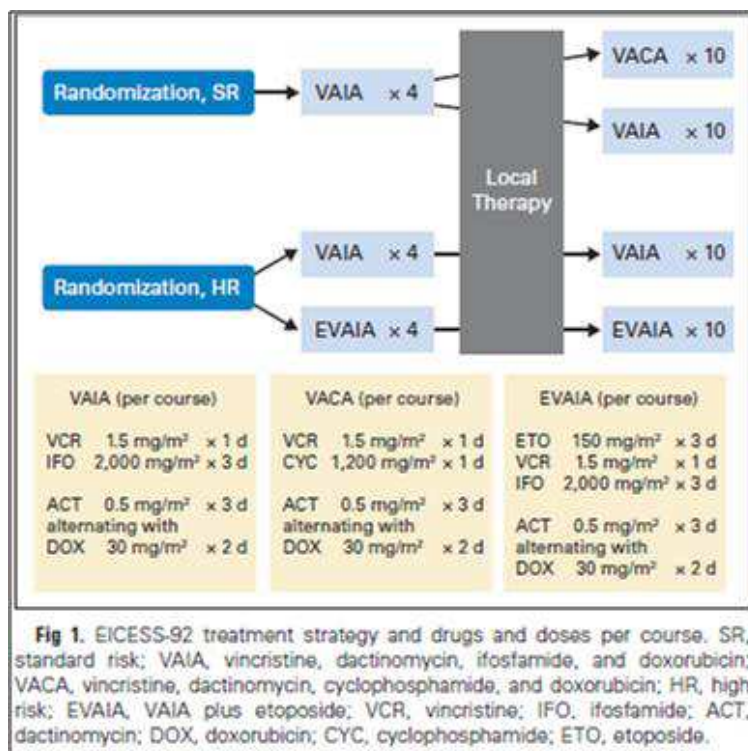 VACA × 10
Randomization, SR
VAIA × 4
VAIA × 10
Local
Therapy
VAIA × 4
VAIA × 10
Randomization, HR
EVAIA × 4
EVAIA × 10
VAIA (per course)
VCR 1.5 mg/m² × 1 d
IFO 2,000 mg/m² × 3 d
ACT 0.5 mg/m² × 3 d
alternating with
DOX 30 mg/m² × 2 d
VACA (per course)
VCR 1.5 mg/m² × 1 d
CYC 1,200 mg/m² × 1 d
ACT 0.5 mg/m² × 3 d
alternating with
DOX 30 mg/m² × 2 d
EVAIA (per course)
ETO 150 mg/m² × 3 d
VCR 1.5 mg/m² × 1 d
IFO 2,000 mg/m² × 3 d
ACT 0.5 mg/m² × 3 d
alternating with
DOX 30 mg/m² × 2 d
Fig 1. EICESS-92 treatment strategy and drugs and doses per course. SR,
standard risk; VAIA, vincristine, dactinomycin, ifosfamide, and doxorubicin;
VACA, vincristine, dactinomycin, cyclophosphamide, and doxorubicin; HR, high
risk; EVAIA, VAIA plus etoposide; VCR, vincristine; IFO, ifosfamide; ACT,
dactinomycin; DOX, doxorubicin; CYC, cyclophosphamide; ETO, etoposide.